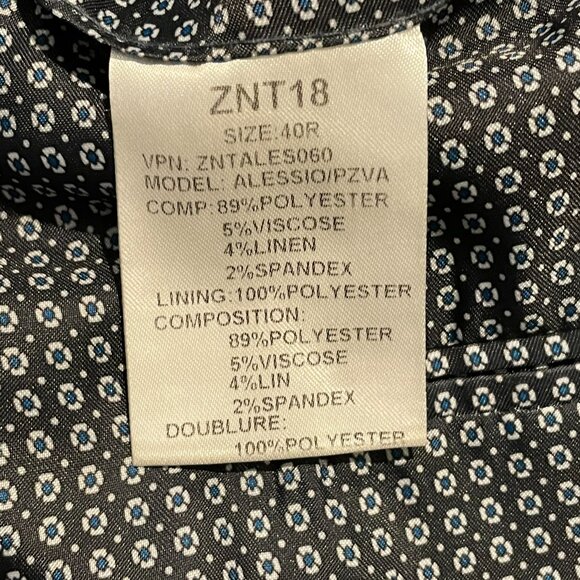 ZNT18
SIZE:40R
VPN: ZNTALES060
MODEL: ALESSIO/PZVA
COMP:89%POLYESTER
5%VISCOSE
4%LINEN
2%SPANDEX
LINING:100%POLYESTER
COMPOSITION:
89%POLYESTER
5%VISCOSE
4%LIN
2%SPANDEX
DOUBLURE:
100%POLYESTER